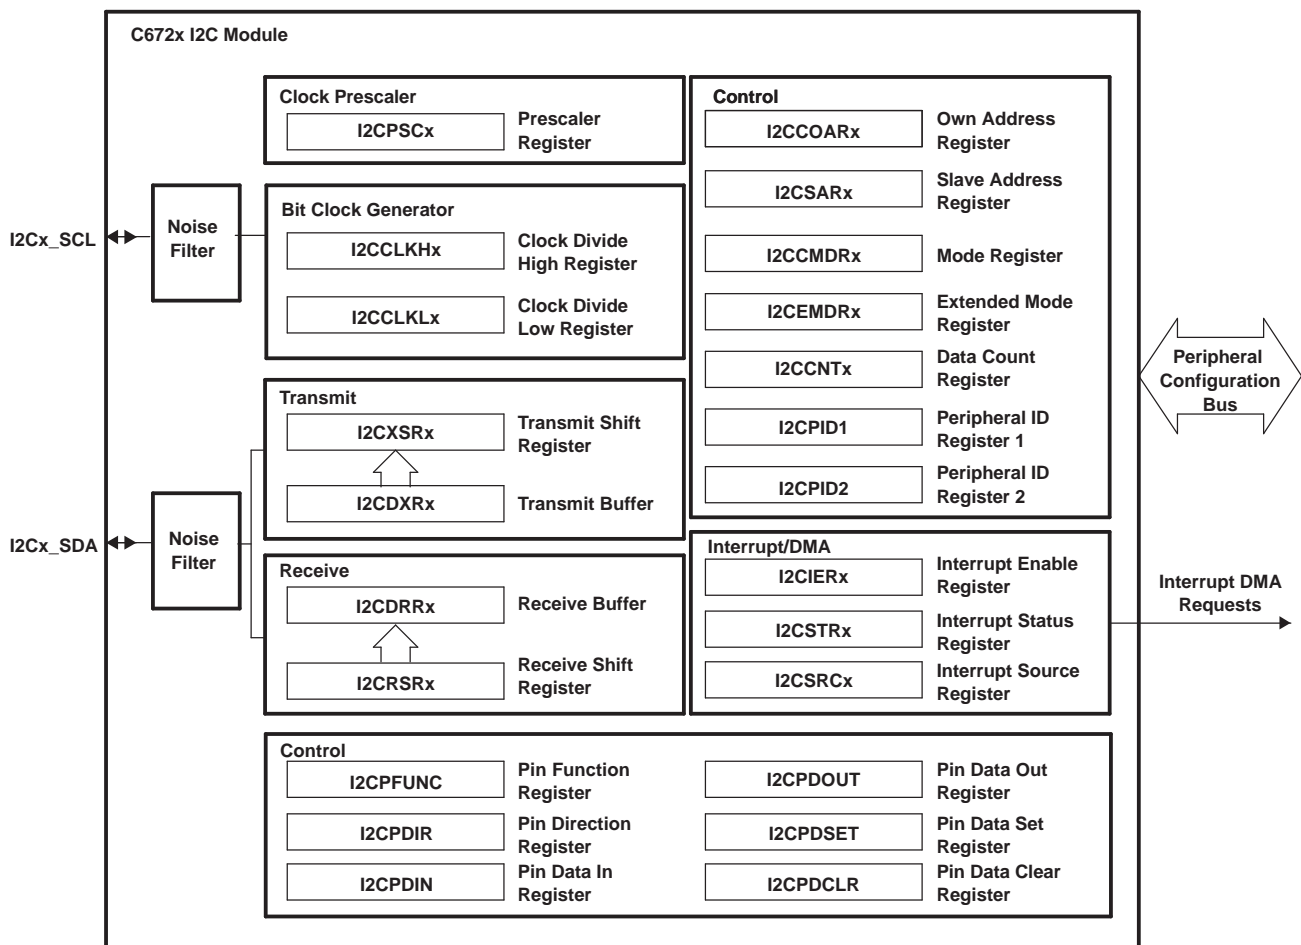 C672x I2C Module
Clock Prescaler
I2CPSCx
Prescaler
Register
I2Cx_SCL
Noise
Filter
Bit Clock Generator
I2CCLKHx
Clock Divide
High Register
I2CCLKLx
Clock Divide
Low Register
Transmit
I2CXSRx
Transmit Shift
Register
I2CDXRx
Transmit Buffer
I2Cx_SDA
Noise
Filter
Receive
I2CDRRx
Receive Buffer
I2CRSRx
Receive Shift
Register
Control
I2CCOARx
Own Address
Register
I2CSARx
Slave Address
Register
I2CCMDRx
Mode Register
I2CEMDRx
Extended Mode
Register
I2CCNTx
Data Count
Register
I2CPID1
Peripheral ID
Register 1
I2CPID2
Peripheral ID
Register 2
Interrupt/DMA
I2CIERx
Interrupt Enable
Register
I2CSTRx
Interrupt Status
Register
I2CSRCx
Interrupt Source
Register
Peripheral
Configuration
Bus
Interrupt DMA
Requests
Control
I2CPFUNC
Pin Function
Register
I2CPDIR
Pin Direction
Register
I2CPDIN
Pin Data In
Register
I2CPDOUT
Pin Data Out
Register
I2CPDSET
Pin Data Set
Register
I2CPDCLR
Pin Data Clear
Register